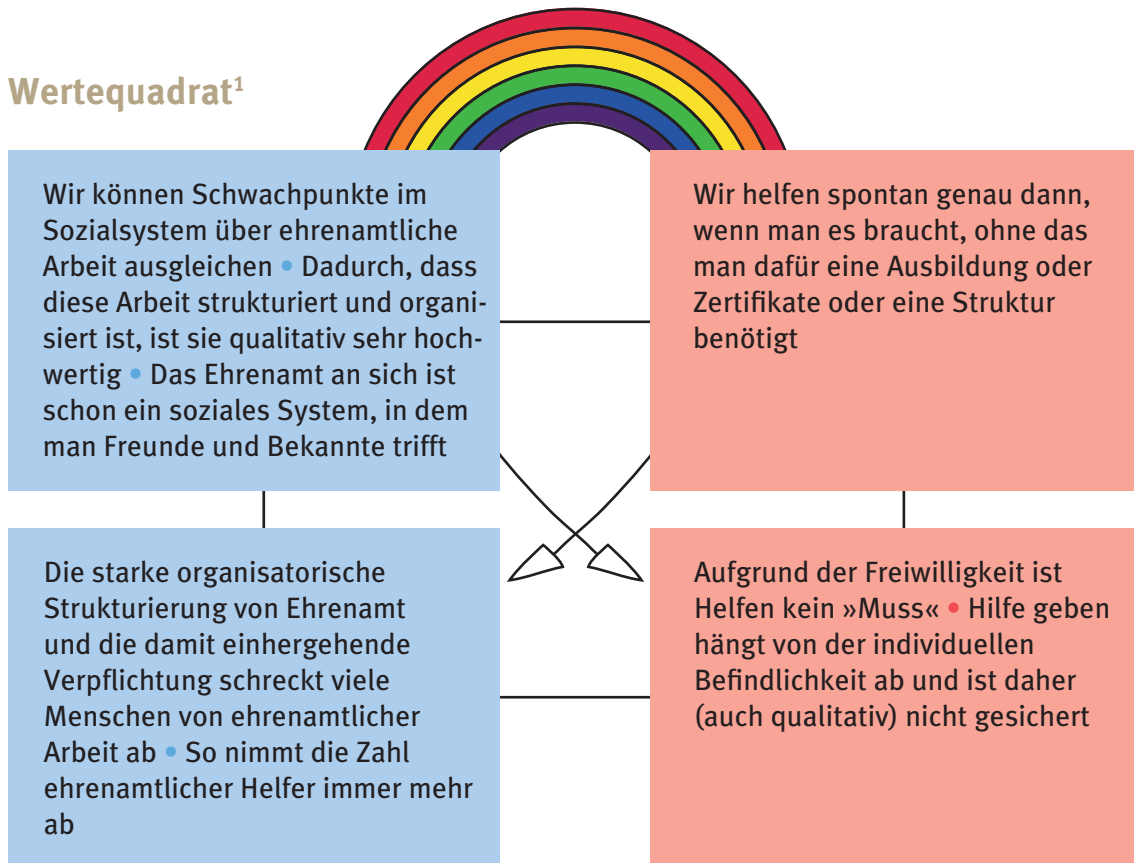 Wertequadrat¹
Wir können Schwachpunkte im
Sozialsystem über ehrenamtliche
Arbeit ausgleichen • Dadurch, dass
diese Arbeit strukturiert und organi-
siert ist, ist sie qualitativ sehr hoch-
wertig • Das Ehrenamt an sich ist
schon ein soziales System, in dem
man Freunde und Bekannte trifft
Wir helfen spontan genau dann,
wenn man es braucht, ohne das
man dafür eine Ausbildung oder
Zertifikate oder eine Struktur
benötigt
Die starke organisatorische
Strukturierung von Ehrenamt
und die damit einhergehende
Verpflichtung schreckt viele
Menschen von ehrenamtlicher
Arbeit ab • So nimmt die Zahl
ehrenamtlicher Helfer immer mehr
ab
Aufgrund der Freiwilligkeit ist
Helfen kein »Muss« • Hilfe geben
hängt von der individuellen
Befindlichkeit ab und ist daher
(auch qualitativ) nicht gesichert